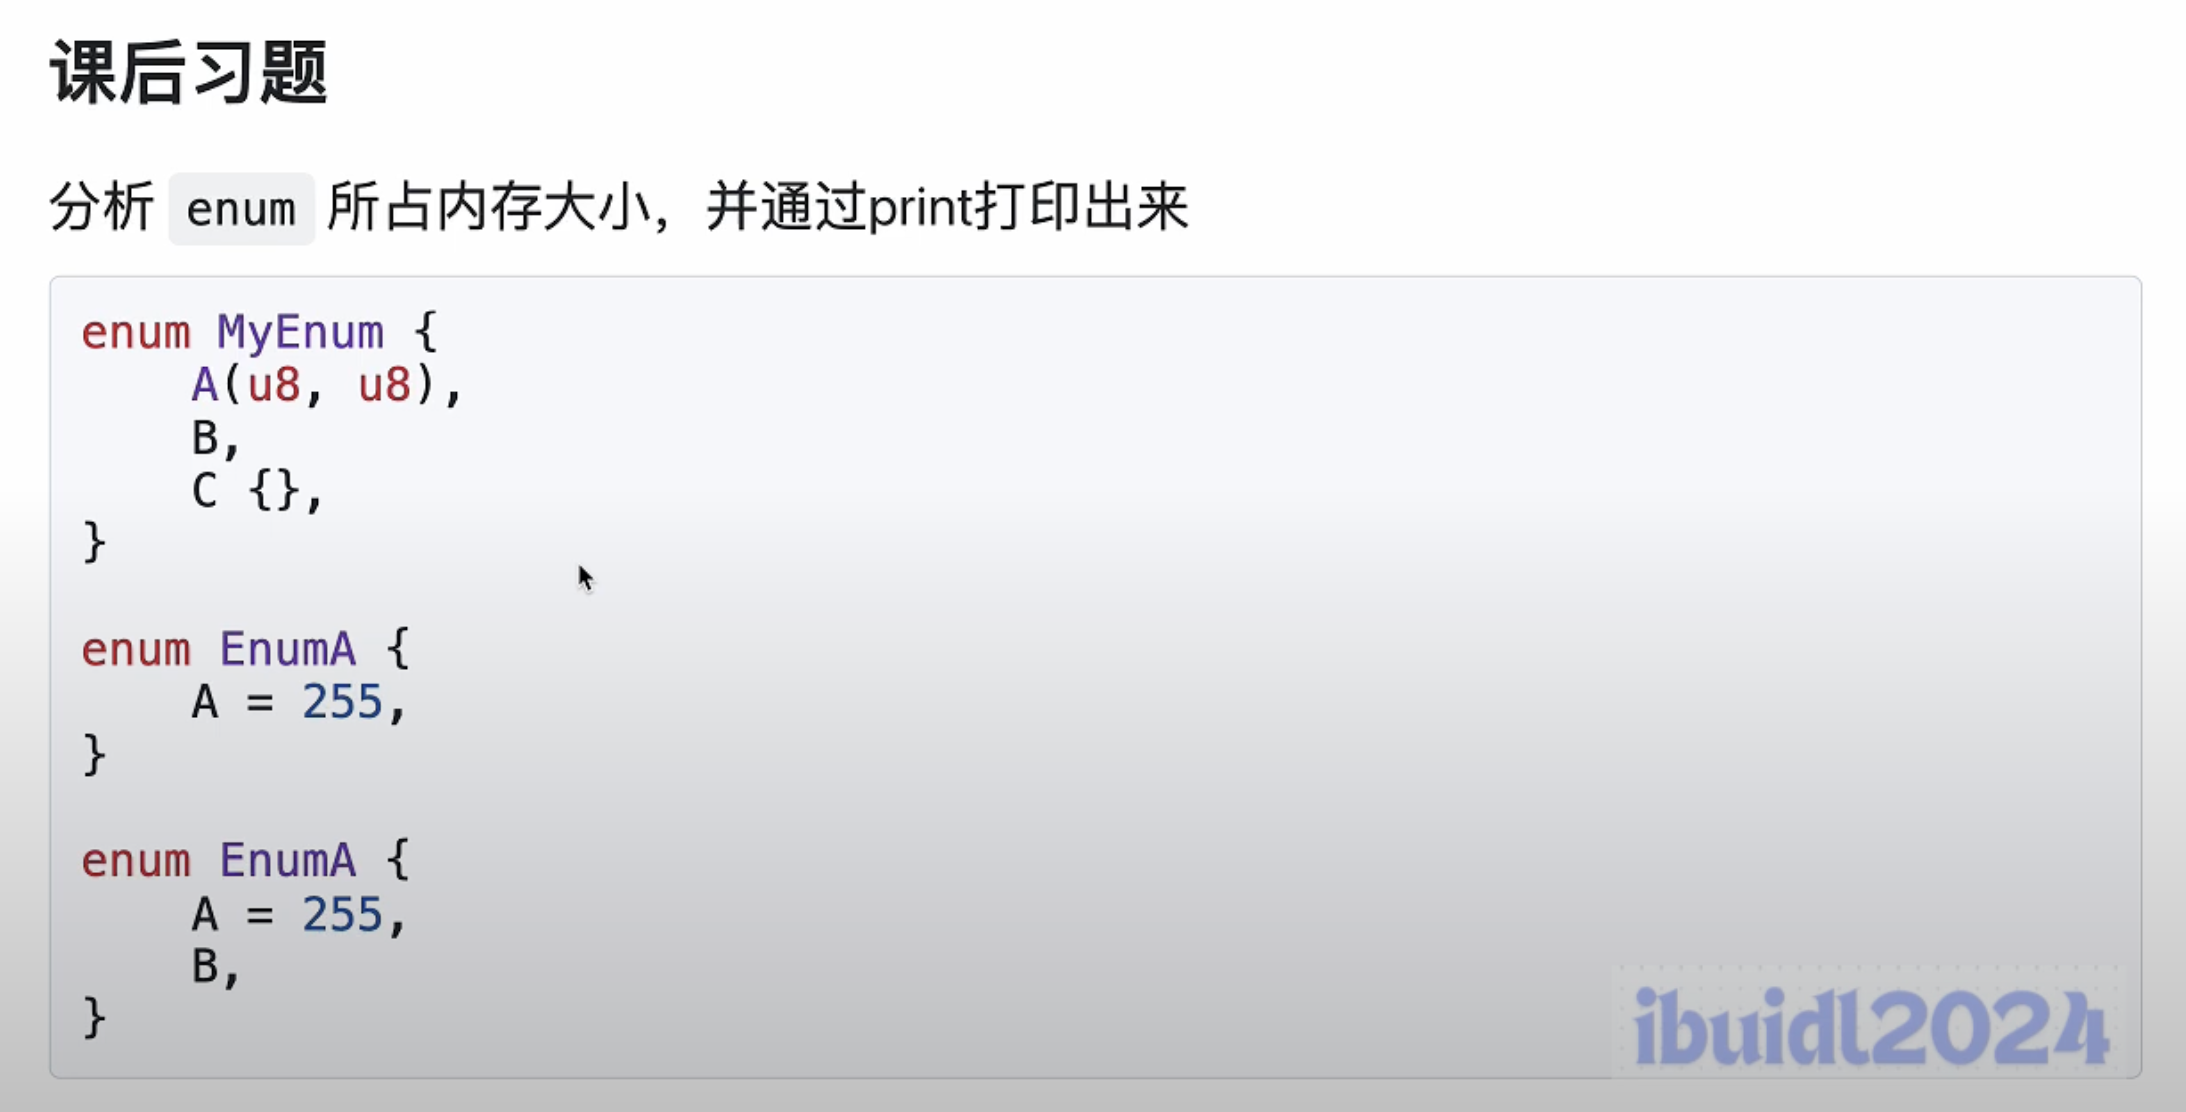 课后习题
分析 enum 所占内存大小，并通过print打印出来
enum MyEnum {
    A(u8, u8),
    B,
    C {},
}
enum EnumA {
    A = 255,
}
enum EnumA {
    A = 255,
    B,
}
ibuidl2024